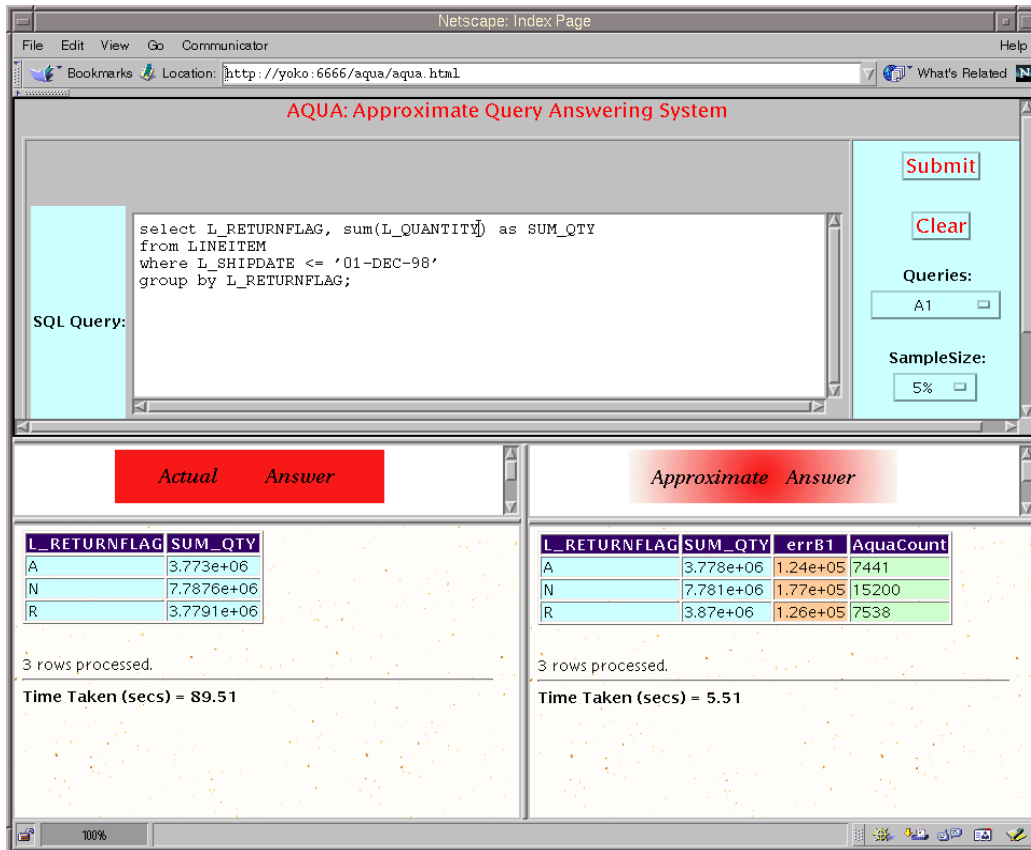 Netscape: Index Page
File Edit View Go Communicator Help
Bookmarks Location: http://yoko:6666/aqua/aqua.html What's Related N
AQUA: Approximate Query Answering System
Submit
Clear
Queries:
A1
SampleSize:
5%
SQL Query:
select L_RETURNFLAG, sum(L_QUANTITY) as SUM_QTY
from LINEITEM
where L_SHIPDATE <= '01-DEC-98'
group by L_RETURNFLAG;
Actual Answer
L_RETURNFLAG SUM_QTY
A 3.773e+06
N 7.7876e+06
R 3.7791e+06
3 rows processed.
Time Taken (secs) = 89.51
Approximate Answer
L_RETURNFLAG SUM_QTY errB1 AquaCount
A 3.778e+06 1.24e+05 7441
N 7.781e+06 1.77e+05 15200
R 3.87e+06 1.26e+05 7538
3 rows processed.
Time Taken (secs) = 5.51
100%